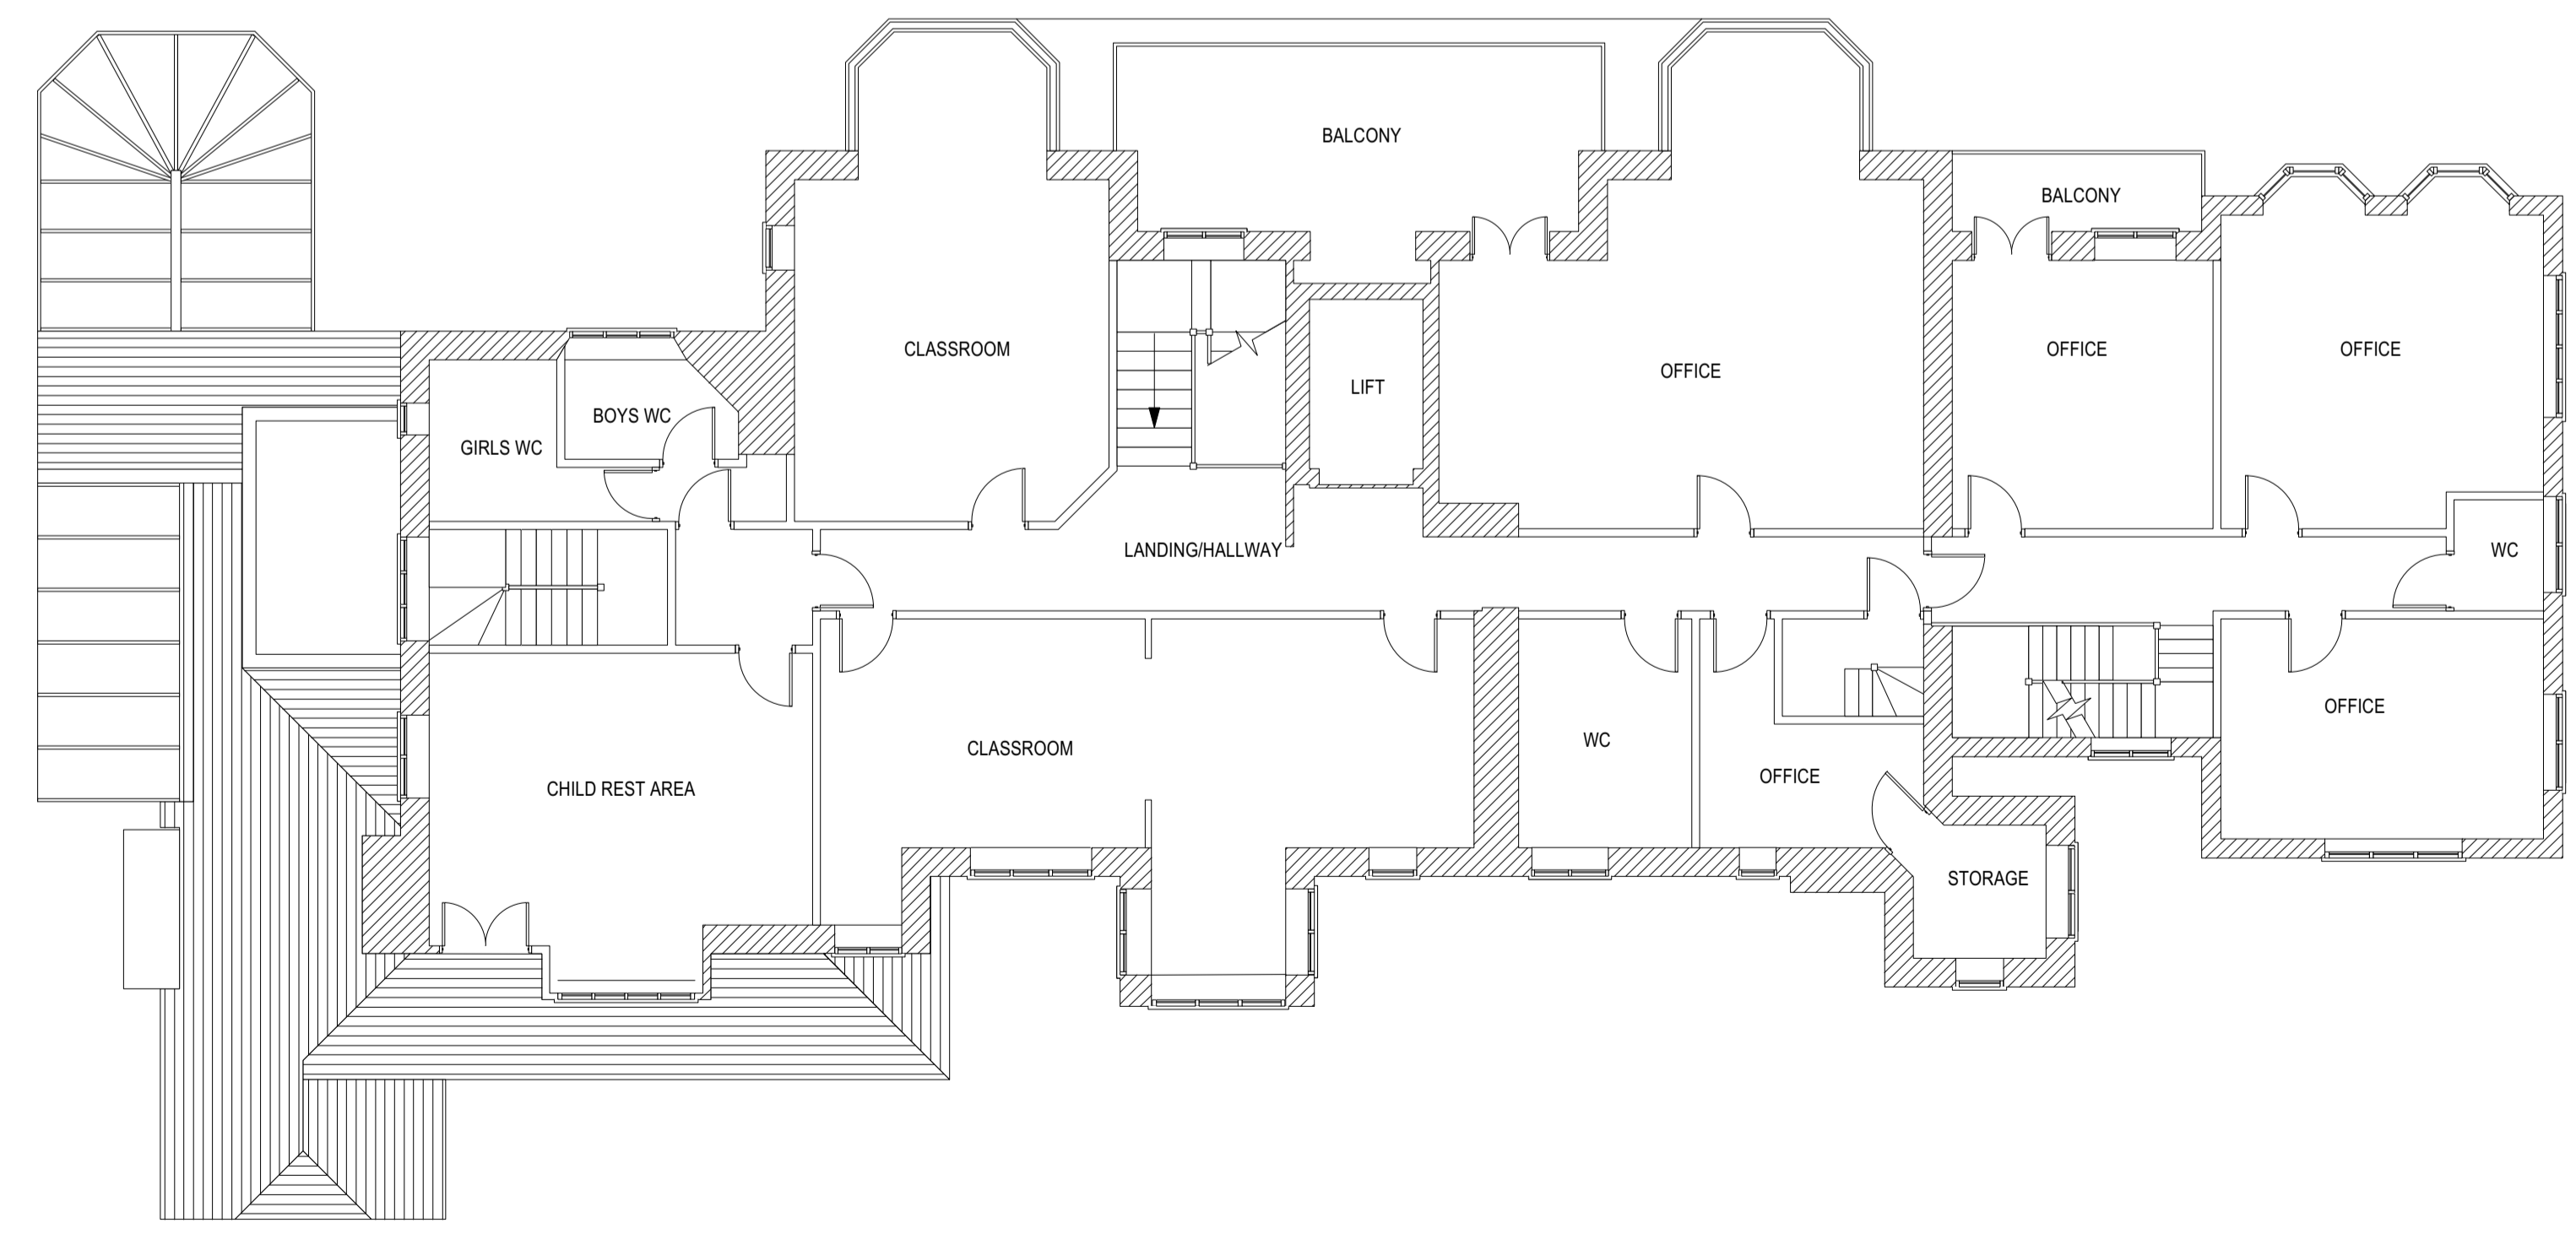 BALCONY
BALCONY
CLASSROOM
OFFICE
OFFICE
OFFICE
LIFT
BOYS WC
GIRLS WC
LANDING/HALLWAY
WC
OFFICE
CLASSROOM
WC
OFFICE
CHILD REST AREA
STORAGE